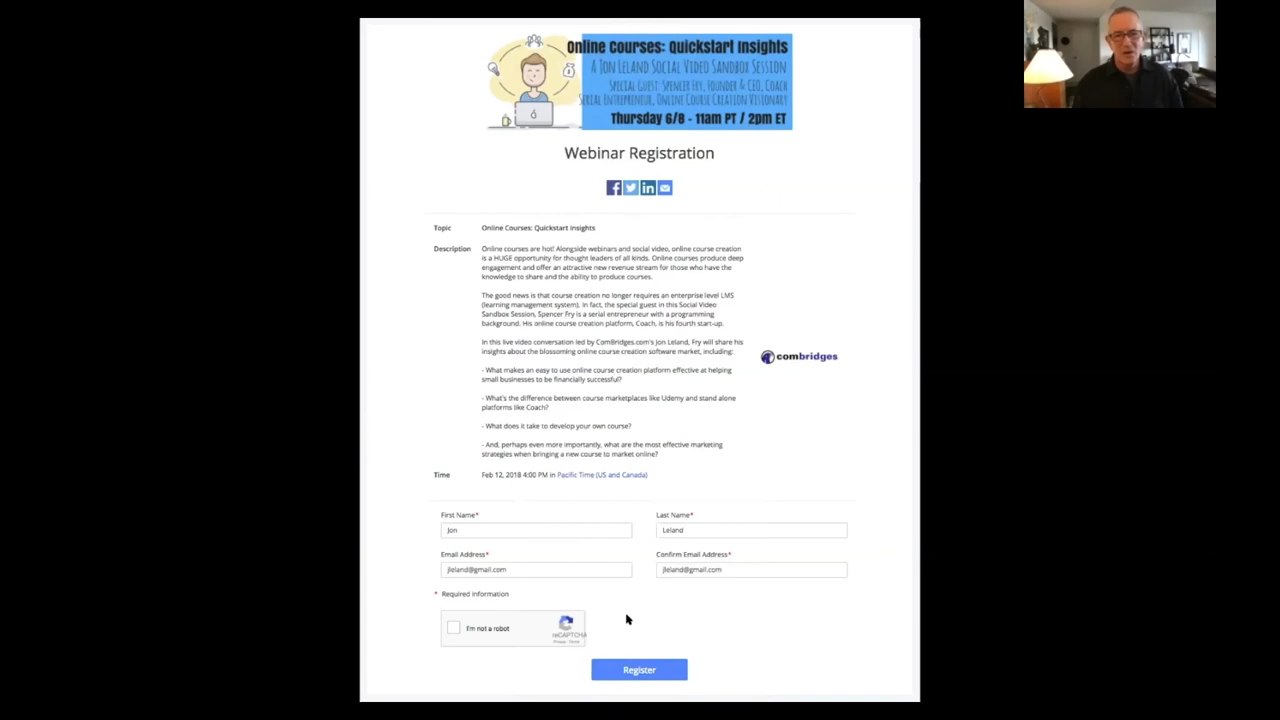 Online Courses: Quickstart Insights
A Jon Leland Social Video Sandbox Session
Special Guest: Spencer Fry, Founder & CEO, Coach
Serial Entrepreneur, Online Course Creation Visionary
Thursday 6/8 - 11am PT / 2pm ET
Webinar Registration
f
in
Topic
Online Courses: Quickstart Insights
Description
Online courses are hot! Alongside webinars and social video, online course creation
is a HUGE opportunity for thought leaders of all kinds. Online courses produce deep
engagement and offer an attractive new revenue stream for those who have the
knowledge to share and the ability to produce courses.
The good news is that course creation no longer requires an enterprise level LMS
(learning management system). In fact, the special guest in this Social Video
Sandbox Session, Spencer Fry is a serial entrepreneur with a programming
background. His online course creation platform, Coach, is his fourth start-up.
In this live video conversation led by ComBridges.com's Jon Leland, Fry will share his
insights about the blossoming online course creation software market, including:
- What makes an easy to use online course creation platform effective at helping
small businesses to be financially successful?
- What's the difference between course marketplaces like Udemy and stand alone
platforms like Coach?
- What does it take to develop your own course?
- And, perhaps even more importantly, what are the most effective marketing
strategies when bringing a new course to market online?
combridges
Time
Feb 12, 2018 4:00 PM in Pacific Time (US and Canada)
First Name*
Last Name*
Jon
Leland
Email Address*
Confirm Email Address*
jleland@gmail.com
jleland@gmail.com
* Required information
I'm not a robot
reCAPTCHA
Privacy - Terms
Register